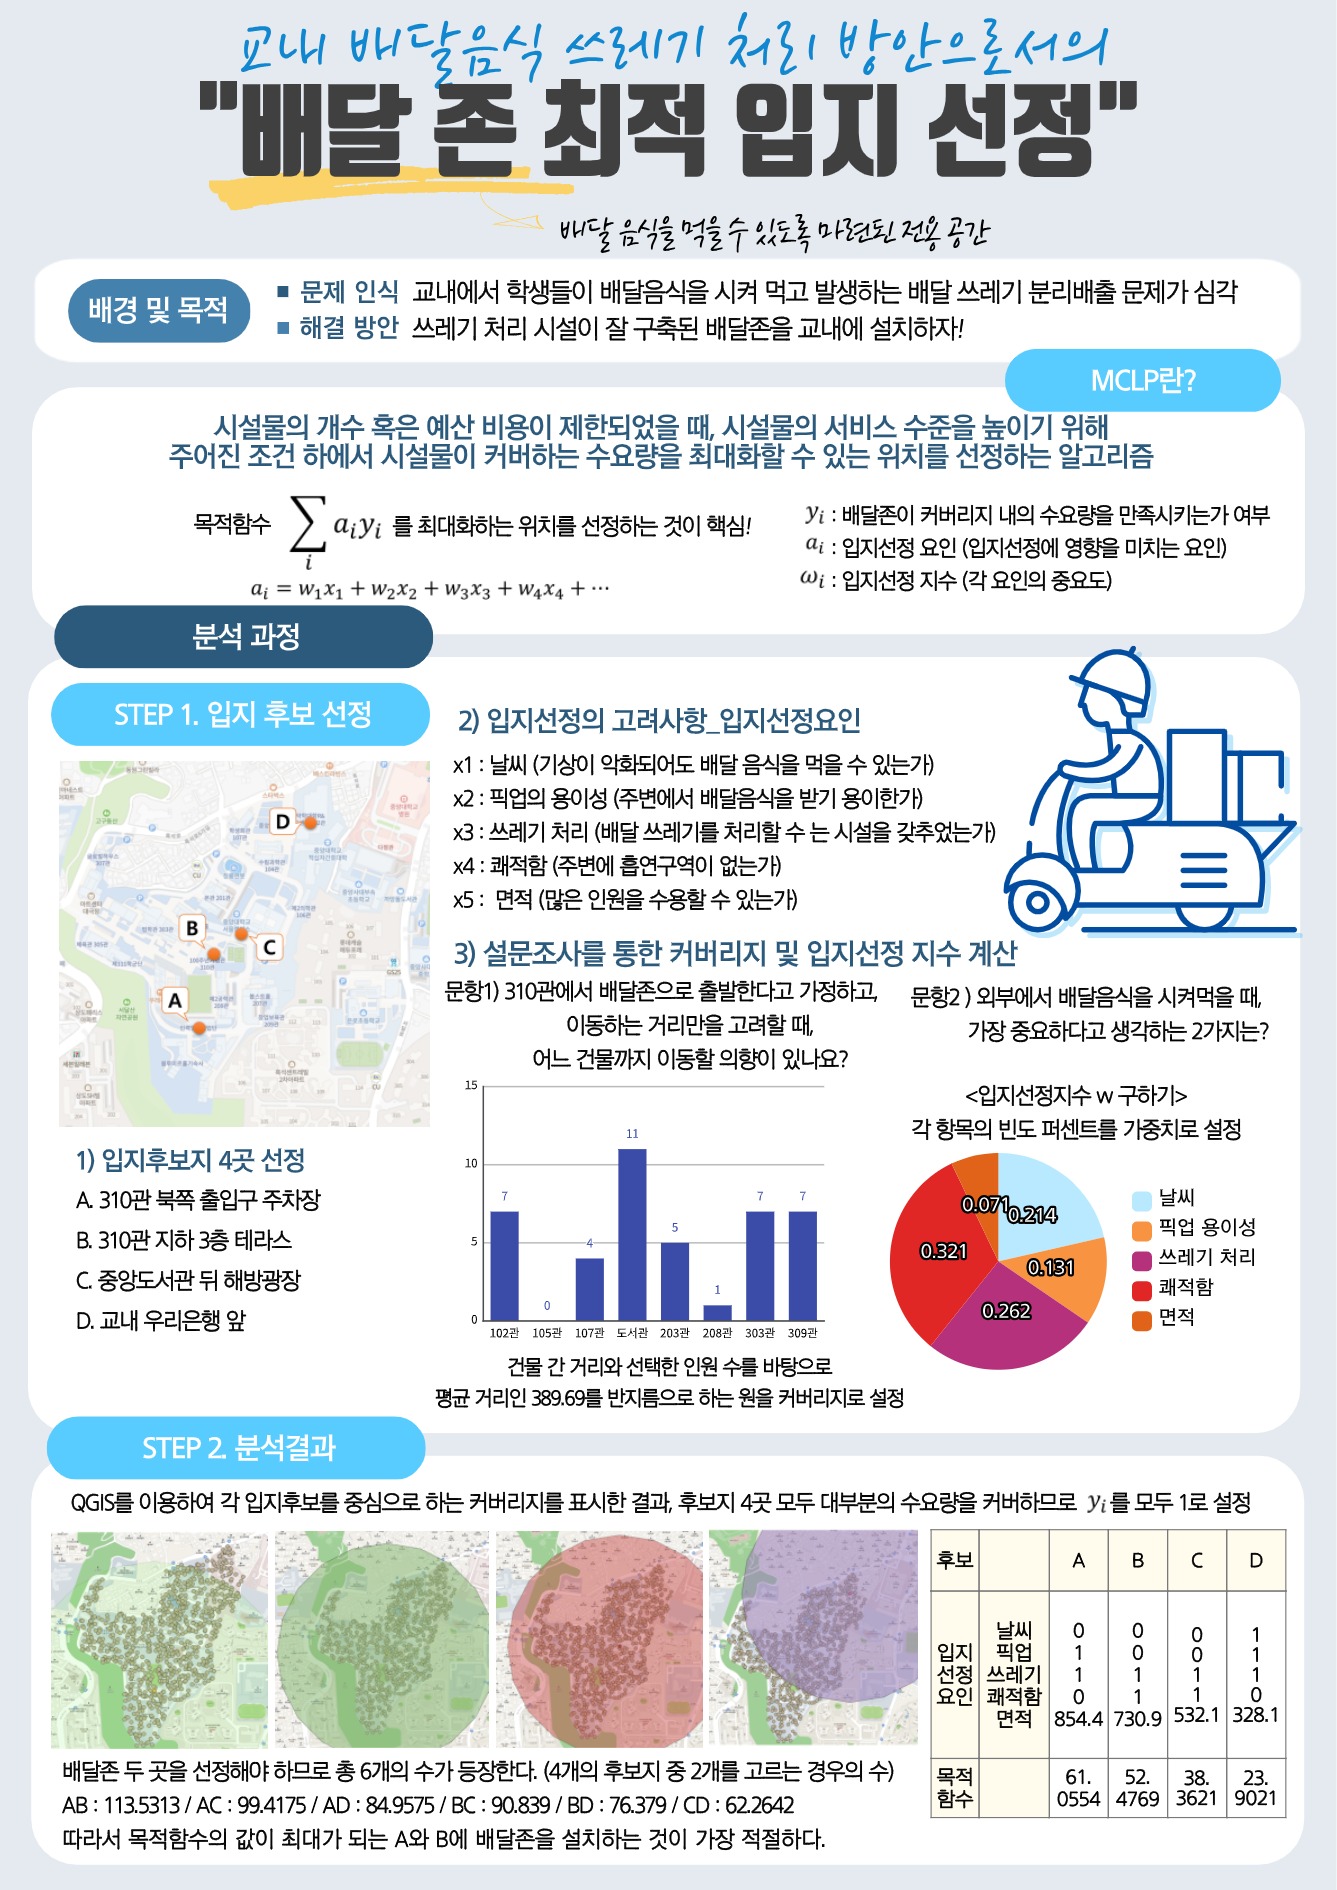 교내 배달음식 쓰레기 처리 방안으로서의
"배달 존 최적 입지 선정"
배달 음식을 먹을 수 있도록 마련된 전용 공간
배경 및 목적
■ 문제 인식 교내에서 학생들이 배달음식을 시켜 먹고 발생하는 배달 쓰레기 분리배출 문제가 심각
■ 해결 방안 쓰레기 처리 시설이 잘 구축된 배달존을 교내에 설치하자!
MCLP란?
시설물의 개수 혹은 예산 비용이 제한되었을 때, 시설물의 서비스 수준을 높이기 위해
주어진 조건 하에서 시설물이 커버하는 수요량을 최대화할 수 있는 위치를 선정하는 알고리즘
목적함수 ∑_i a_i y_i 를 최대화하는 위치를 선정하는 것이 핵심!
a_i = w_1x_1 + w_2x_2 + w_3x_3 + w_4x_4 + ⋯
y_i : 배달존이 커버리지 내의 수요량을 만족시키는가 여부
a_i : 입지선정 요인 (입지선정에 영향을 미치는 요인)
ω_i : 입지선정 지수 (각 요인의 중요도)
분석 과정
STEP 1. 입지 후보 선정
D
B
C
A
1) 입지후보지 4곳 선정
A. 310관 북쪽 출입구 주차장
B. 310관 지하 3층 테라스
C. 중앙도서관 뒤 해방광장
D. 교내 우리은행 앞
2) 입지선정의 고려사항_입지선정요인
x1 : 날씨 (기상이 악화되어도 배달 음식을 먹을 수 있는가)
x2 : 픽업의 용이성 (주변에서 배달음식을 받기 용이한가)
x3 : 쓰레기 처리 (배달 쓰레기를 처리할 수 는 시설을 갖추었는가)
x4 : 쾌적함 (주변에 흡연구역이 없는가)
x5 : 면적 (많은 인원을 수용할 수 있는가)
3) 설문조사를 통한 커버리지 및 입지선정 지수 계산
문항1) 310관에서 배달존으로 출발한다고 가정하고,
이동하는 거리만을 고려할 때,
어느 건물까지 이동할 의향이 있나요?
15
10
5
0
7
0
4
11
5
1
7
7
102관 105관 107관 도서관 203관 208관 303관 309관
건물 간 거리와 선택한 인원 수를 바탕으로
평균 거리인 389.69를 반지름으로 하는 원을 커버리지로 설정
문항2 ) 외부에서 배달음식을 시켜먹을 때,
가장 중요하다고 생각하는 2가지는?
<입지선정지수 w 구하기>
각 항목의 빈도 퍼센트를 가중치로 설정
0.071
0.214
0.321
0.131
0.262
날씨
픽업 용이성
쓰레기 처리
쾌적함
면적
STEP 2. 분석결과
QGIS를 이용하여 각 입지후보를 중심으로 하는 커버리지를 표시한 결과, 후보지 4곳 모두 대부분의 수요량을 커버하므로 y_i 를 모두 1로 설정
후보 A B C D
입지 선정 요인
날씨 0 0 0 1
픽업 1 0 0 1
쓰레기 1 1 1 1
쾌적함 0 1 1 0
면적 854.4 730.9 532.1 328.1
목적 함수 61.0554 52.4769 38.3621 23.9021
배달존 두 곳을 선정해야 하므로 총 6개의 수가 등장한다. (4개의 후보지 중 2개를 고르는 경우의 수)
AB : 113.5313 / AC : 99.4175 / AD : 84.9575 / BC : 90.839 / BD : 76.379 / CD : 62.2642
따라서 목적함수의 값이 최대가 되는 A와 B에 배달존을 설치하는 것이 가장 적절하다.